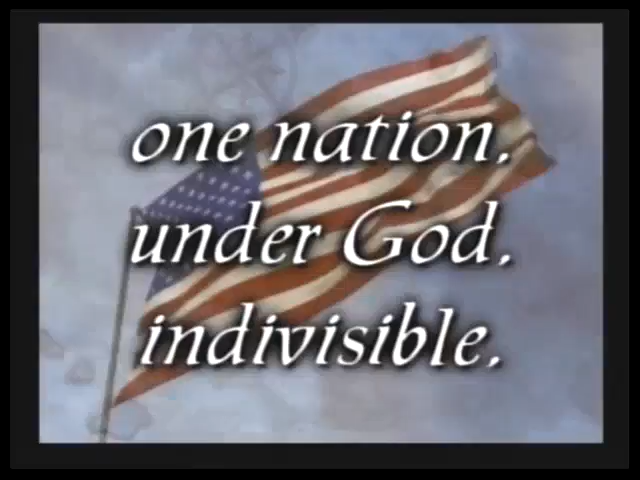 one nation,
under God,
indivisible,